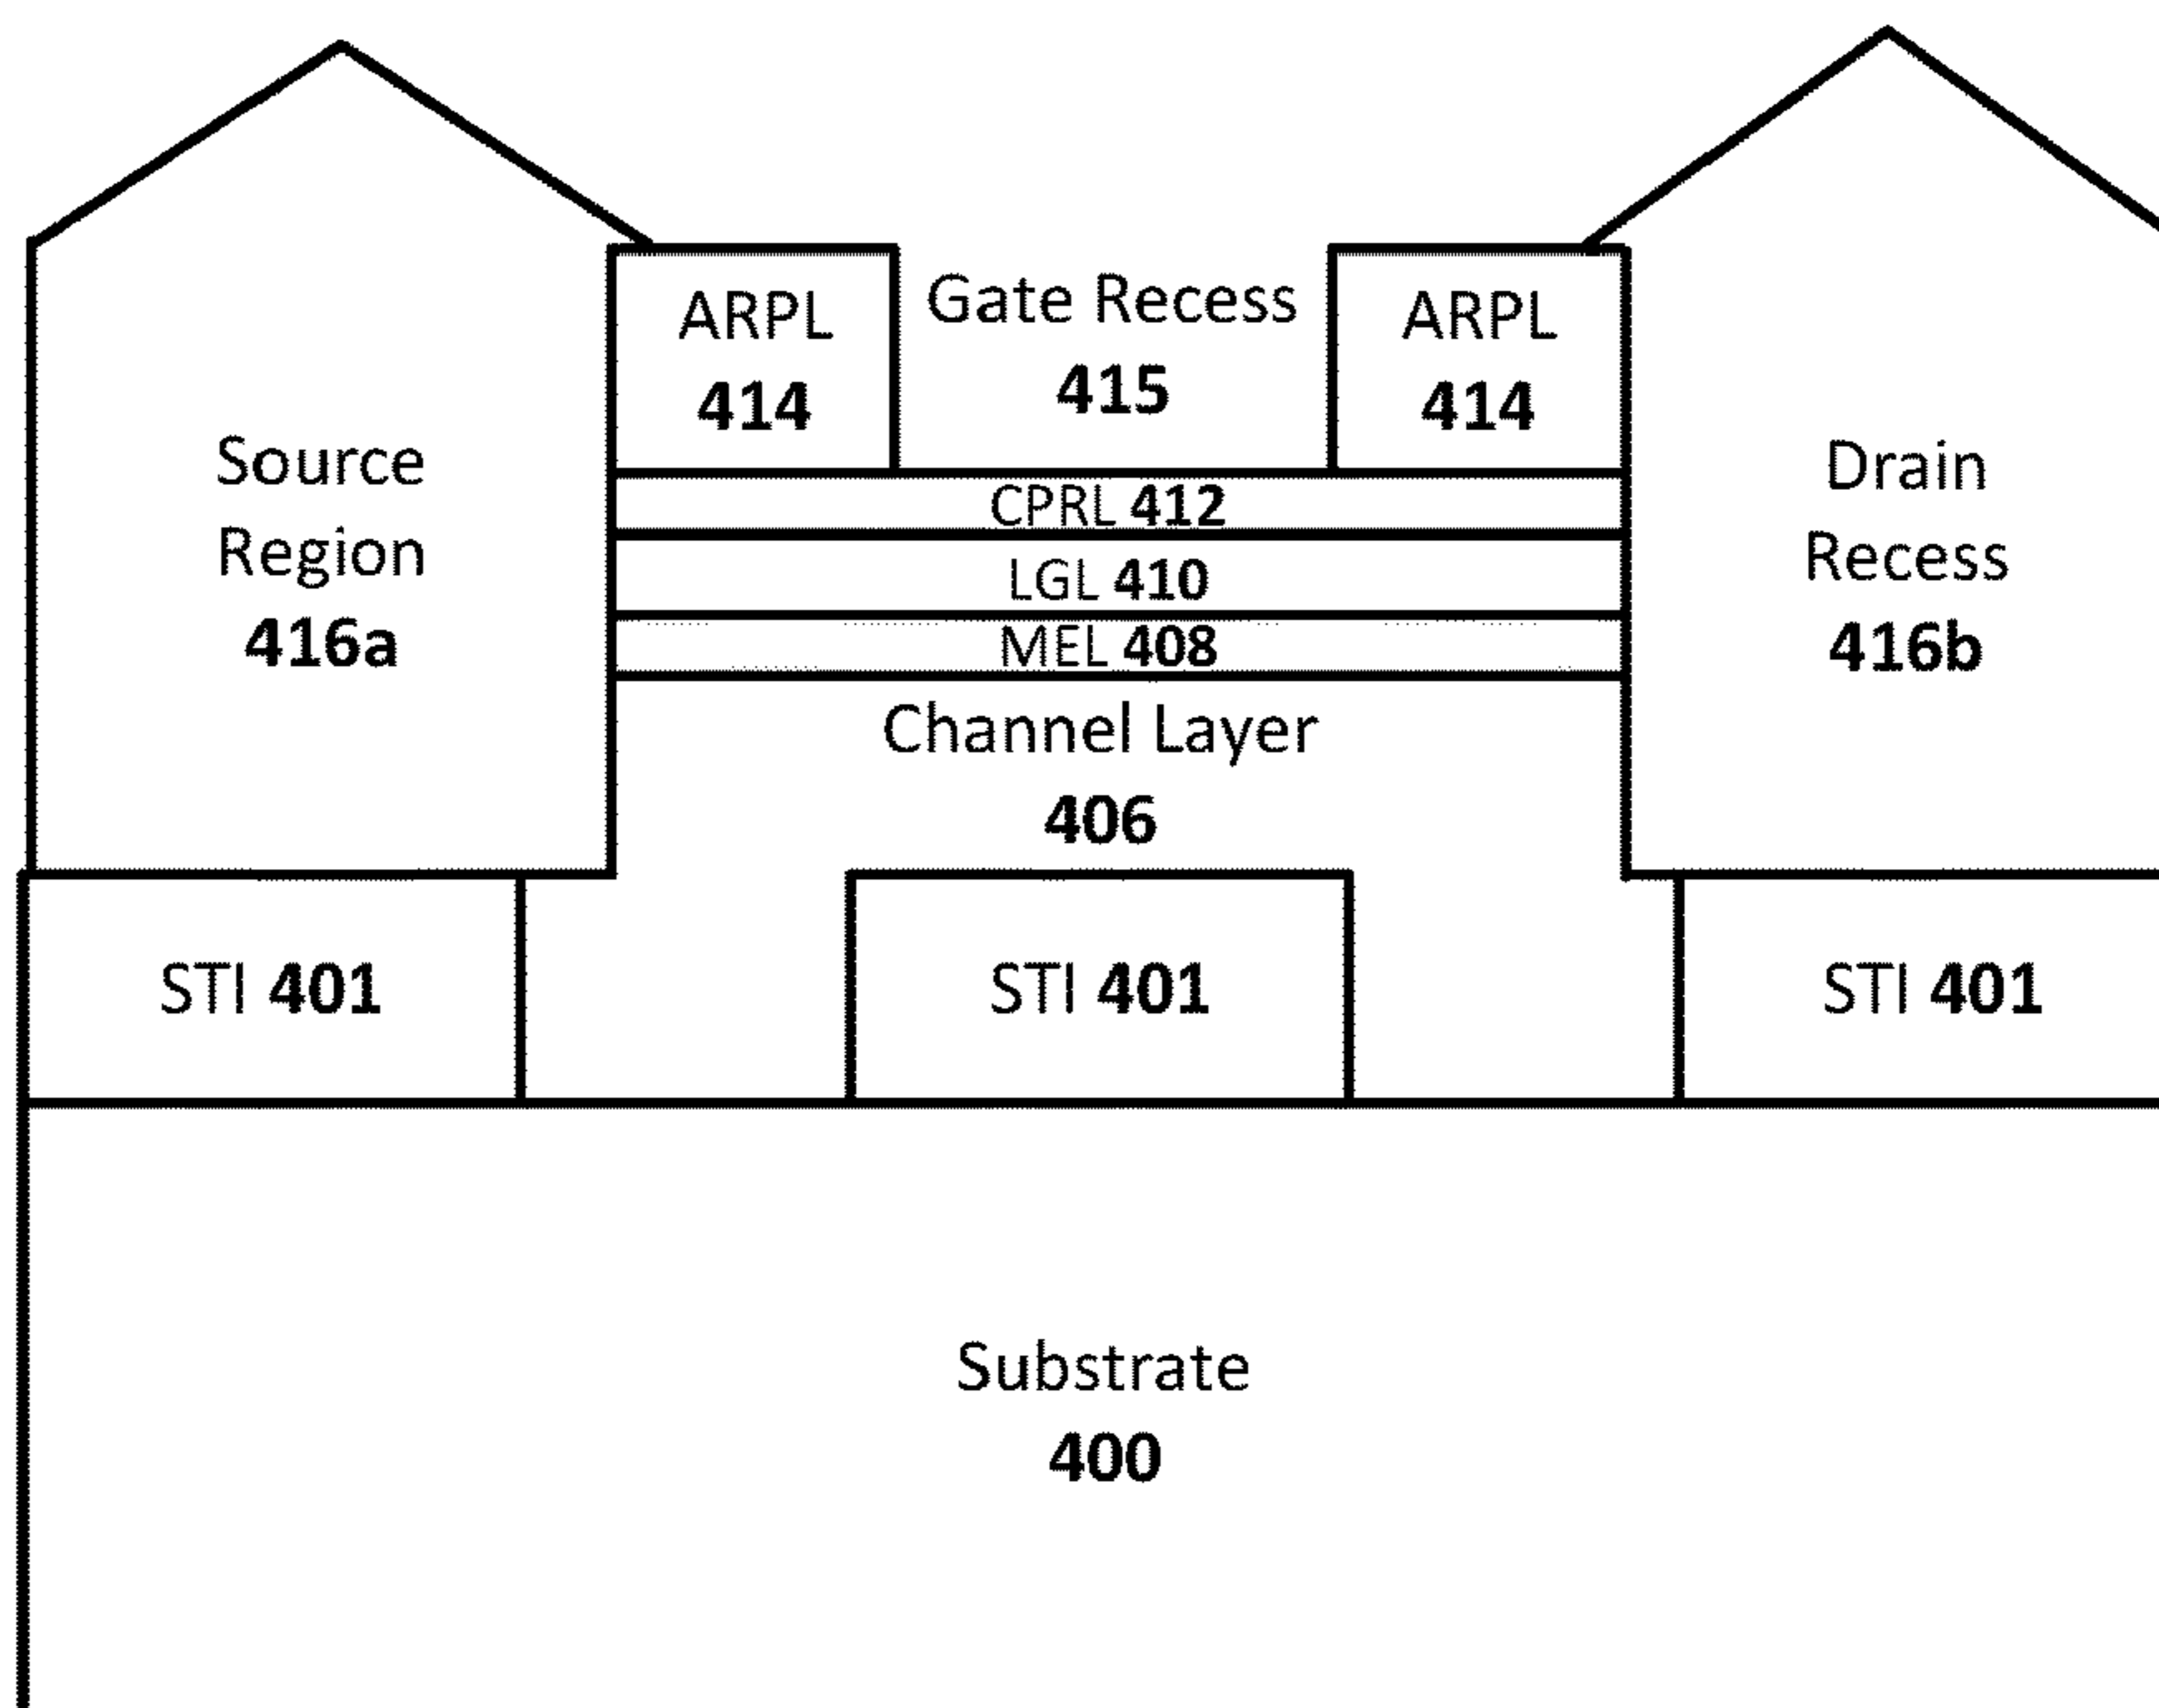 ARPL
414
Gate Recess
415
ARPL
414
Source
Region
416a
Drain
Recess
416b
CPRL 412
LGL 410
MEL 408
Channel Layer
406
STI 401
STI 401
STI 401
Substrate
400